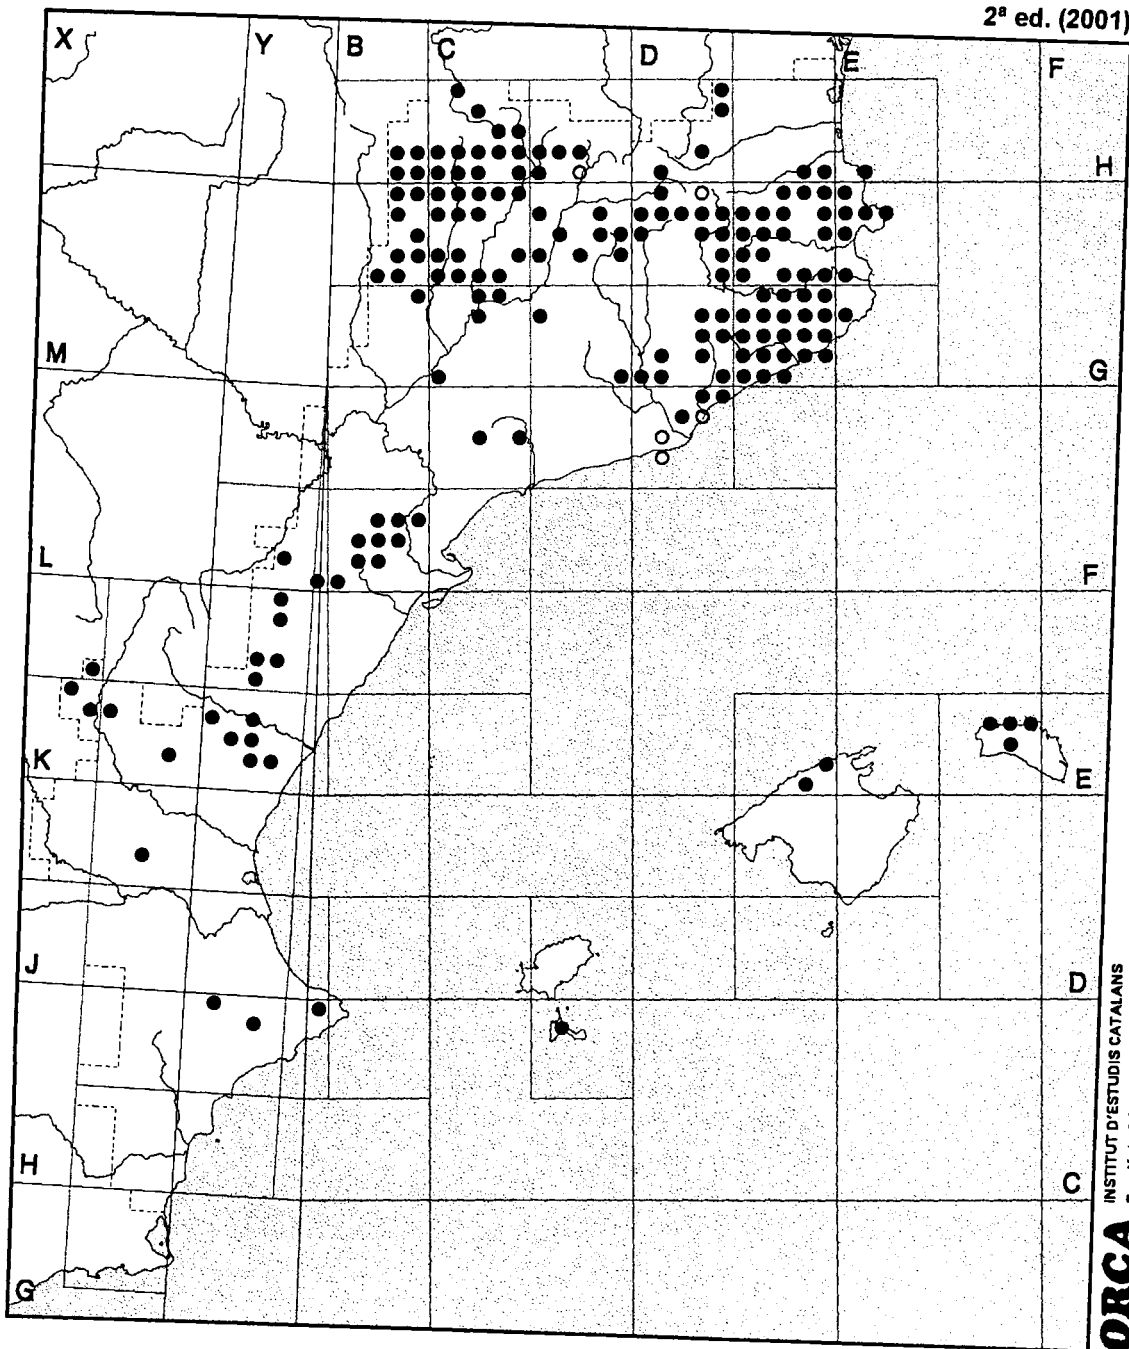 2ª ed. (2001)
X Y B C D E F
H
M G
L F
K E
J D
H C
G
ORCA INSTITUT D'ESTUDIS CATALANS